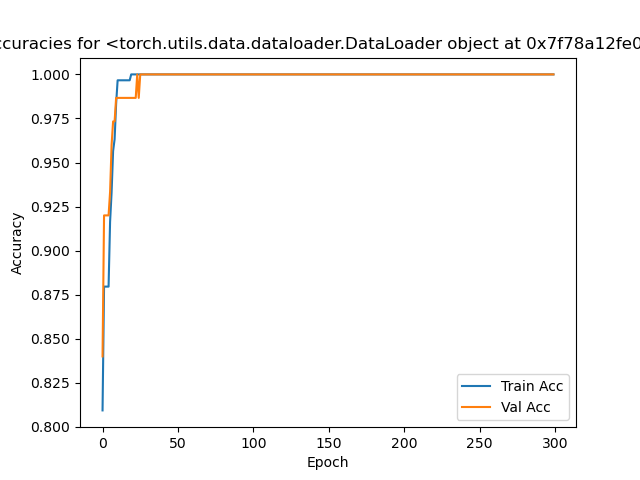 ccuracies for <torch.utils.data.dataloader.DataLoader object at 0x7f78a12fe0
1.000
0.975
0.950
0.925
0.900
0.875
0.850
0.825
0.800
Accuracy
0 50 100 150 200 250 300
Epoch
Train Acc
Val Acc